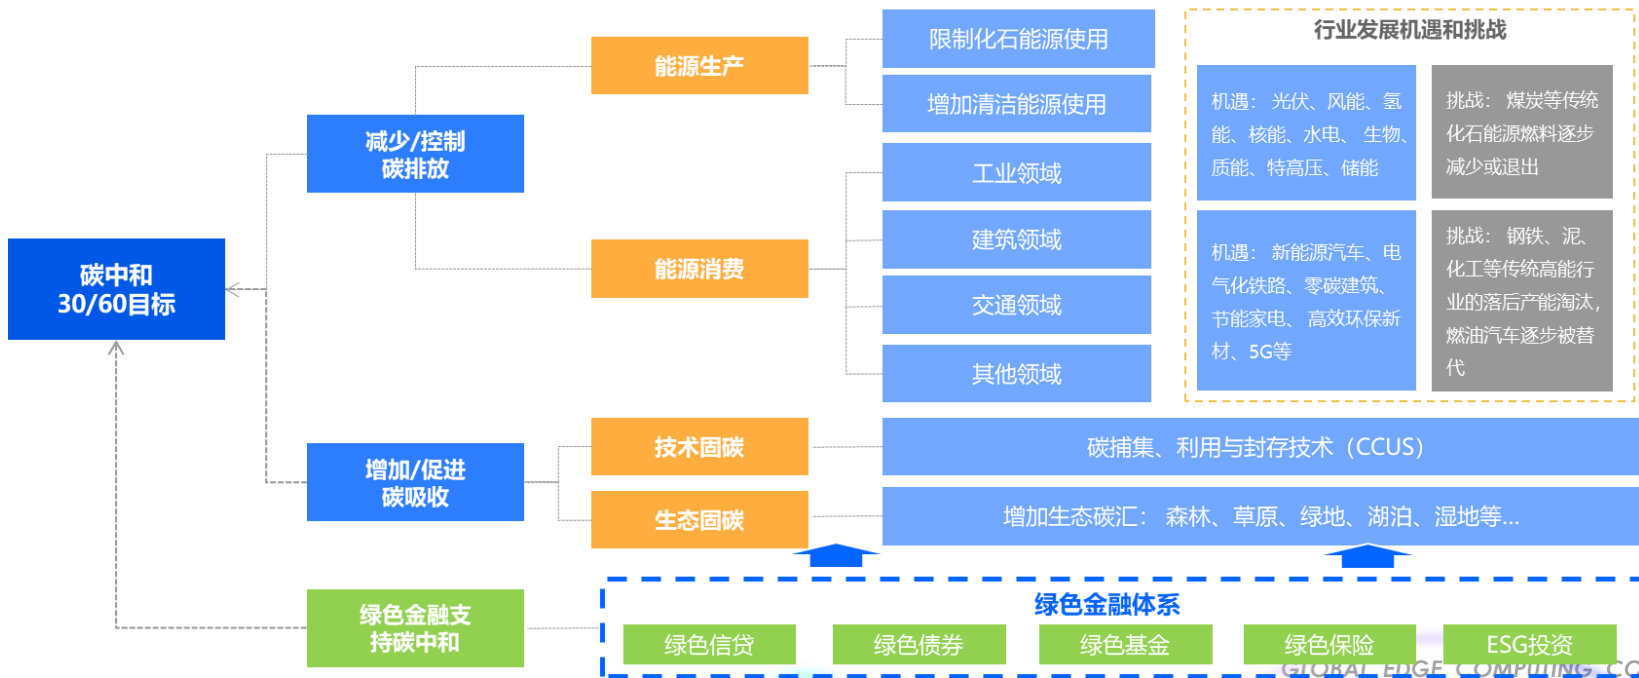 碳中和
30/60目标
减少/控制
碳排放
增加/促进
碳吸收
绿色金融支
持碳中和
能源生产
能源消费
技术固碳
生态固碳
限制化石能源使用
增加清洁能源使用
工业领域
建筑领域
交通领域
其他领域
行业发展机遇和挑战
机遇： 光伏、风能、氢
能、核能、水电、 生物、
质能、特高压、储能
挑战： 煤炭等传统
化石能源燃料逐步
减少或退出
机遇： 新能源汽车、电
气化铁路、零碳建筑、
节能家电、 高效环保新
材、5G等
挑战： 钢铁、泥、
化工等传统高能行
业的落后产能淘汰,
燃油汽车逐步被替
代
碳捕集、利用与封存技术（CCUS）
增加生态碳汇： 森林、草原、绿地、湖泊、湿地等...
绿色金融体系
绿色信贷
绿色债券
绿色基金
绿色保险
ESG投资
GLOBAL EDGE COMPUTING CO